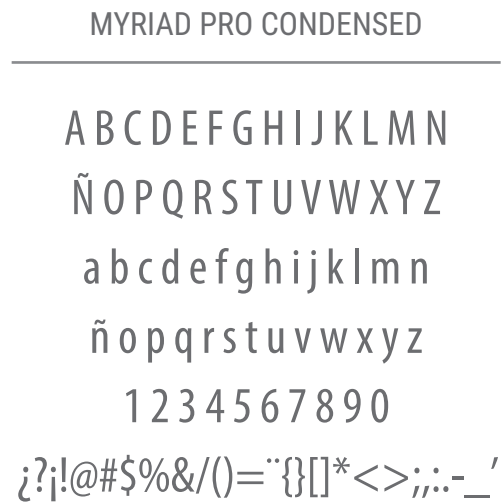 MYRIAD PRO CONDENSED
A B C D E F G H I J K L M N
Ñ O P Q R S T U V W X Y Z
a b c d e f g h i j k l m n
ñ o p q r s t u v w x y z
1 2 3 4 5 6 7 8 9 0
¿?¡!@#$%&/()=¨{}[]*<>;,:.-_’